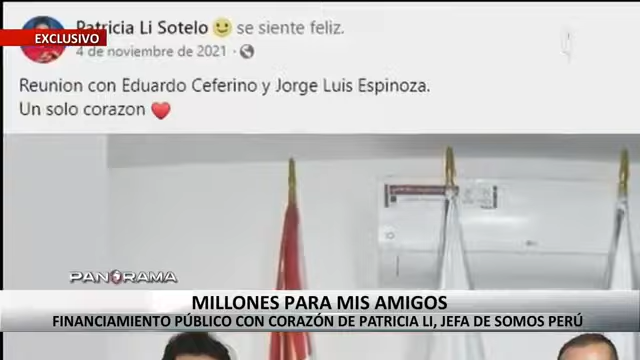 Patricia Li Sotelo 🙂 se siente feliz.
EXCLUSIVO
4 de noviembre de 2021 ·
Reunion con Eduardo Ceferino y Jorge Luis Espinoza.
Un solo corazon ❤️
PANORAMA
MILLONES PARA MIS AMIGOS
FINANCIAMIENTO PÚBLICO CON CORAZÓN DE PATRICIA LI, JEFA DE SOMOS PERÚ